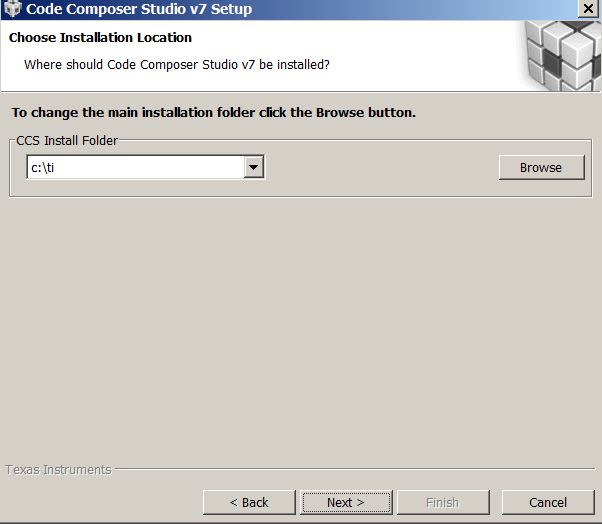 Code Composer Studio v7 Setup
Choose Installation Location
Where should Code Composer Studio v7 be installed?
To change the main installation folder click the Browse button.
CCS Install Folder
c:\ti
Browse
Texas Instruments
< Back
Next >
Finish
Cancel